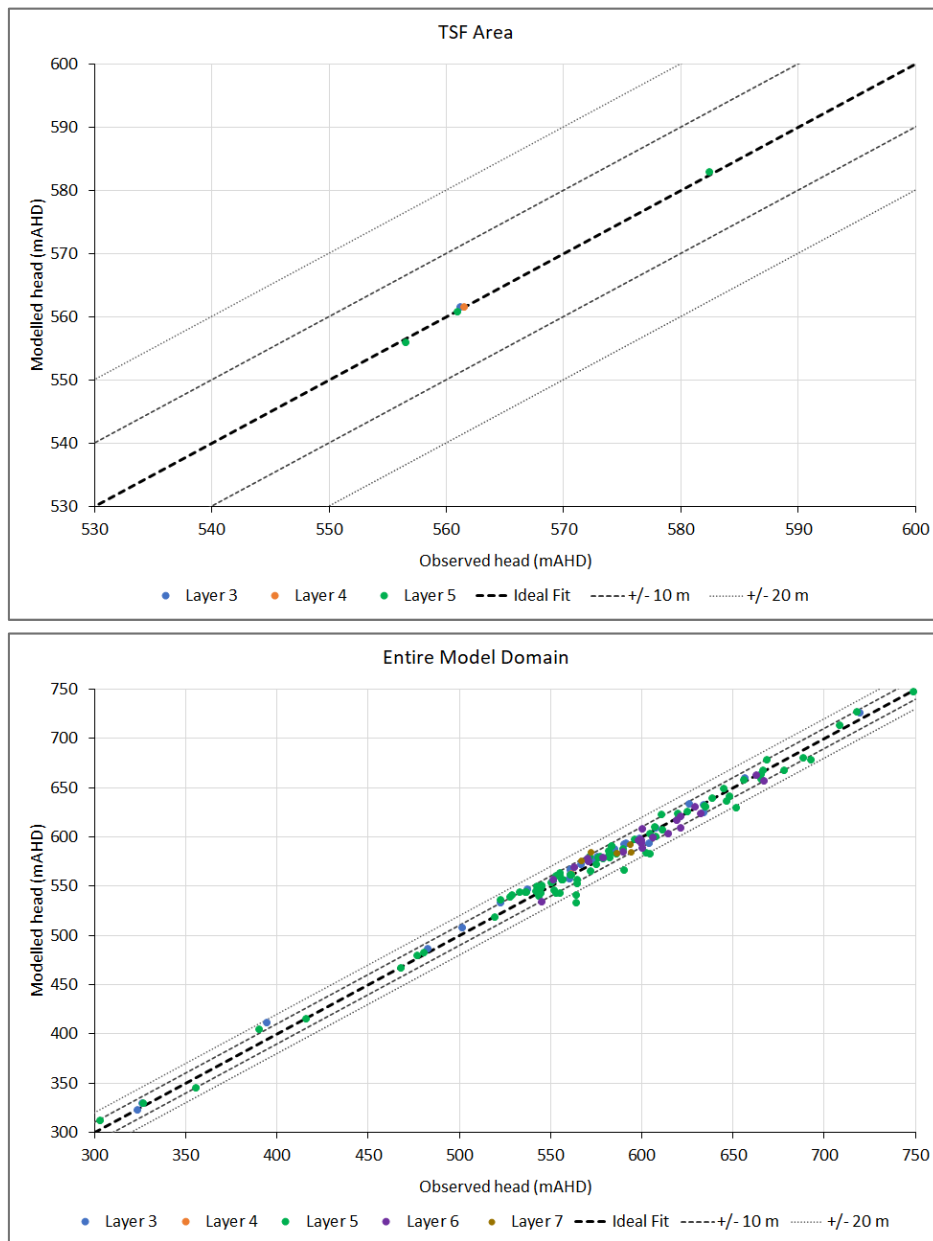 TSF Area
600
590
580
570
560
550
540
530
Modelled head (mAHD)
530 540 550 560 570 580 590 600
Observed head (mAHD)
Layer 3 Layer 4 Layer 5 Ideal Fit +/- 10 m +/- 20 m
Entire Model Domain
750
700
650
600
550
500
450
400
350
300
Modelled head (mAHD)
300 350 400 450 500 550 600 650 700 750
Observed head (mAHD)
Layer 3 Layer 4 Layer 5 Layer 6 Layer 7 Ideal Fit +/- 10 m +/- 20 m